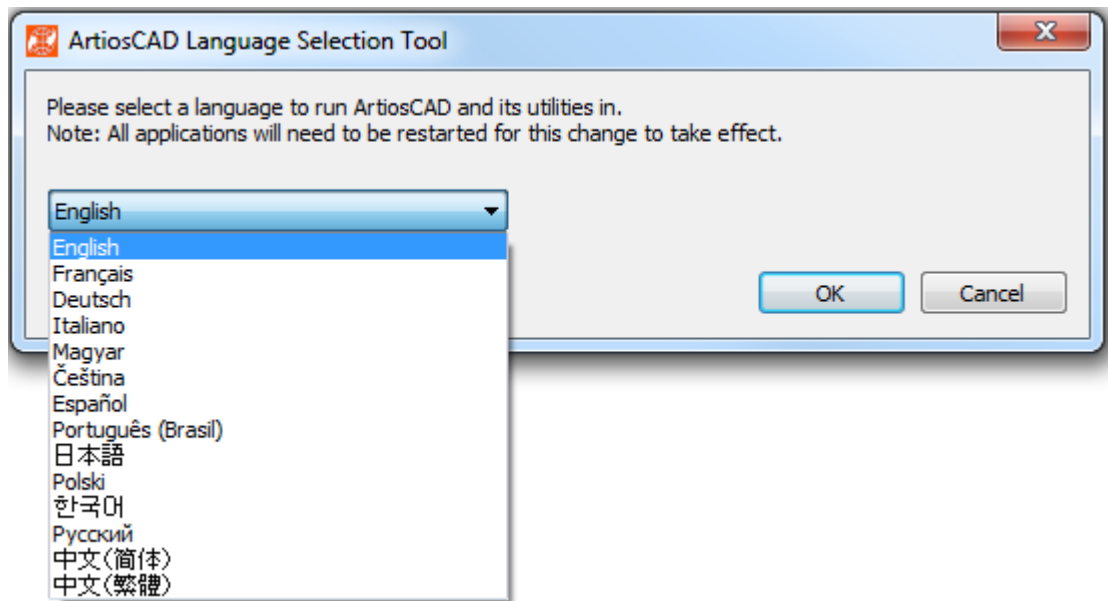 ArtiosCAD Language Selection Tool
Please select a language to run ArtiosCAD and its utilities in.
Note: All applications will need to be restarted for this change to take effect.
English
English
Français
Deutsch
Italiano
Magyar
Čeština
Español
Português (Brasil)
日本語
Polski
한국어
Русский
中文(简体)
中文(繁體)
OK
Cancel